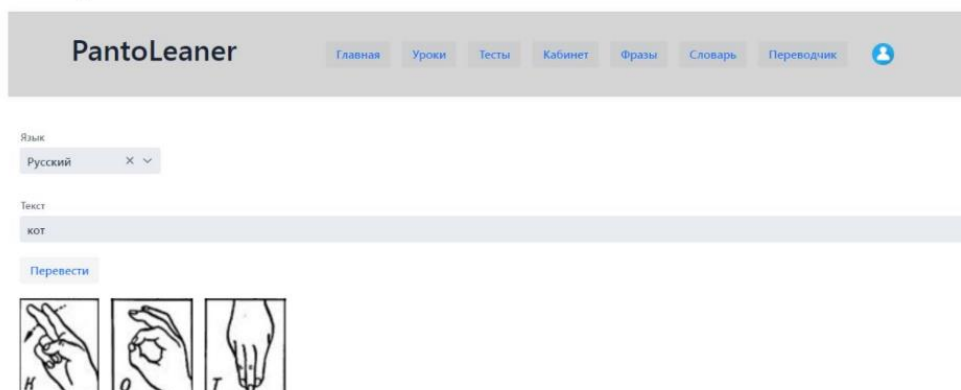 PantoLeaner Главная Уроки Тесты Кабинет Фразы Словарь Переводчик
Язык
Русский
Текст
кот
Перевести
К О Т